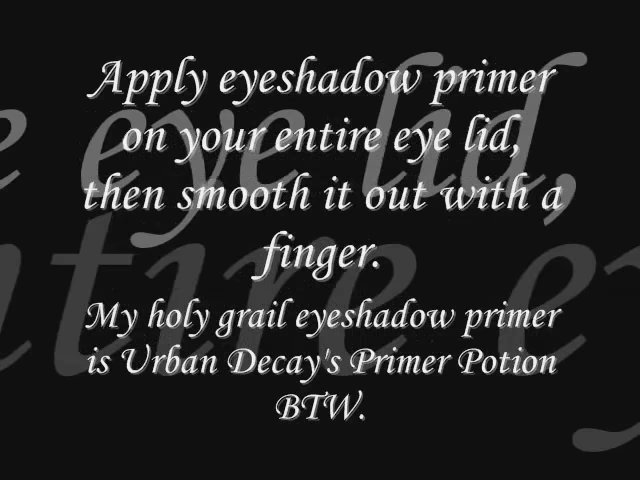 Apply eyeshadow primer
on your entire eye lid,
then smooth it out with a
finger.
My holy grail eyeshadow primer
is Urban Decay's Primer Potion
BTW.